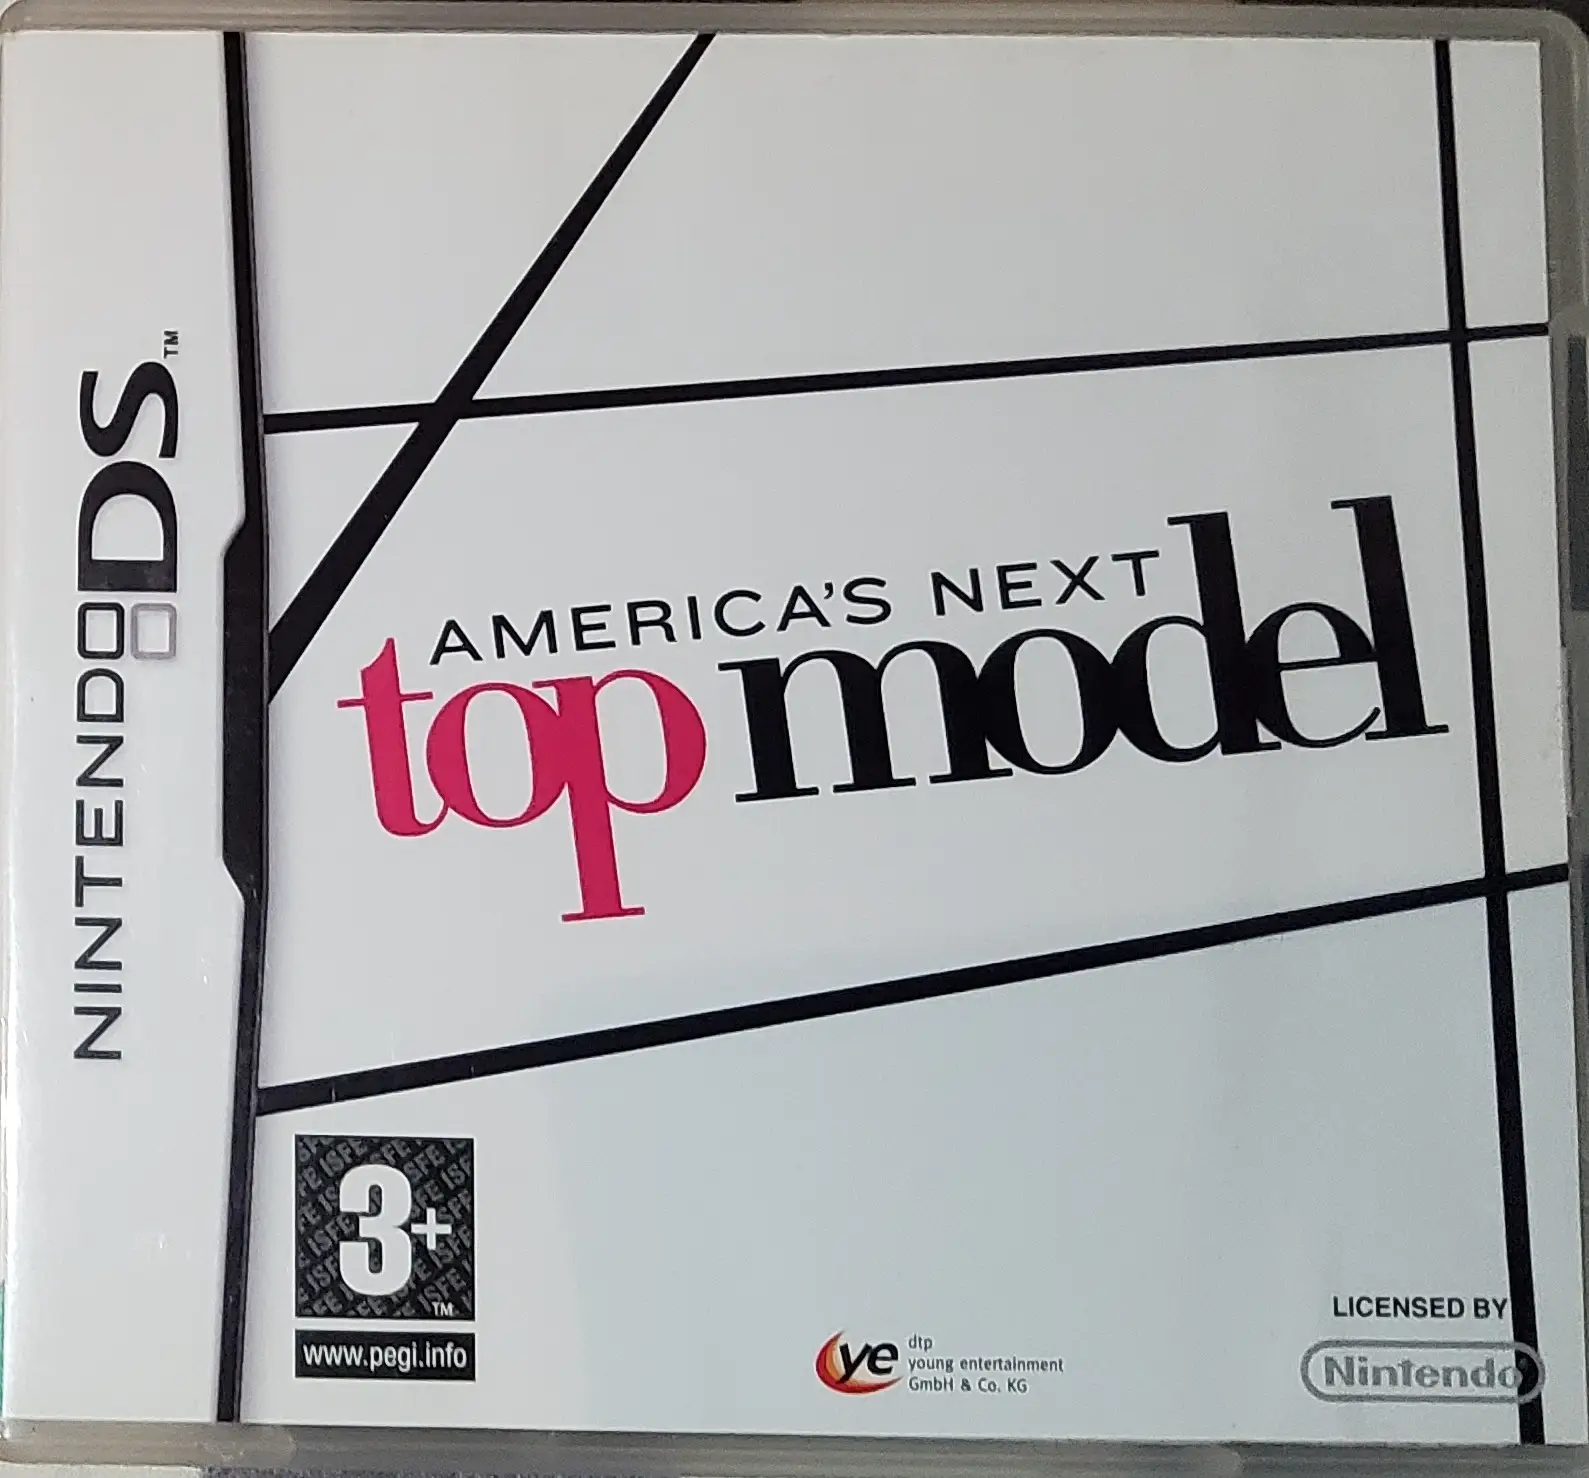 NINTENDO DS™
AMERICA'S NEXT
top model
3+
TM
www.pegi.info
ye
dtp
young entertainment
GmbH & Co. KG
LICENSED BY
Nintendo